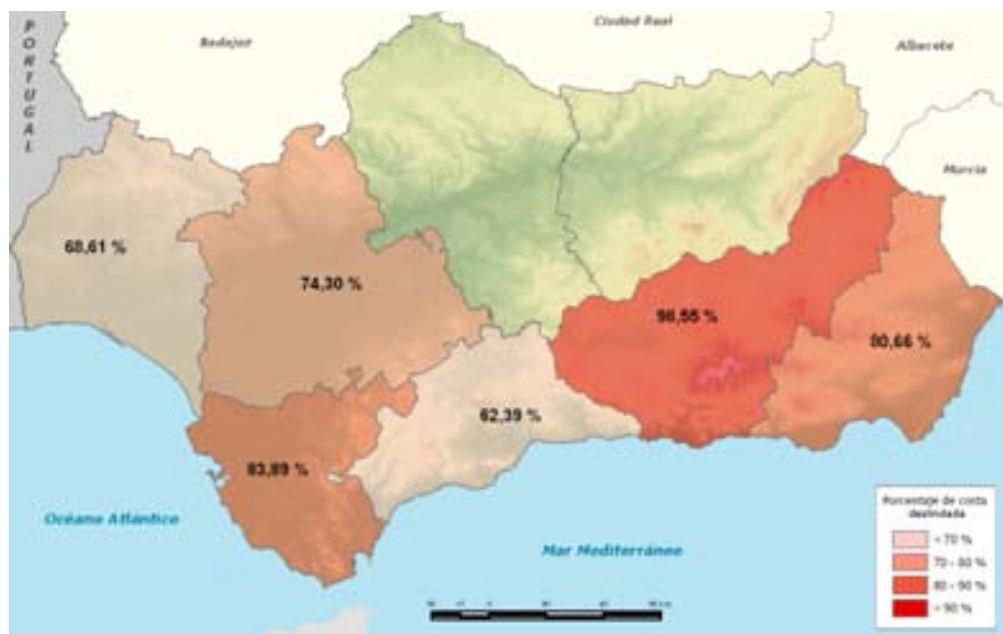 PORTUGAL
Badajoz
Ciudad Real
Albacete
Murcia
68,61 %
74,30 %
98,55 %
80,66 %
62,39 %
83,89 %
Océano Atlántico
Mar Mediterráneo
Porcentaje de costa
deslindada
70 %
70 - 80 %
80 - 90 %
90 %